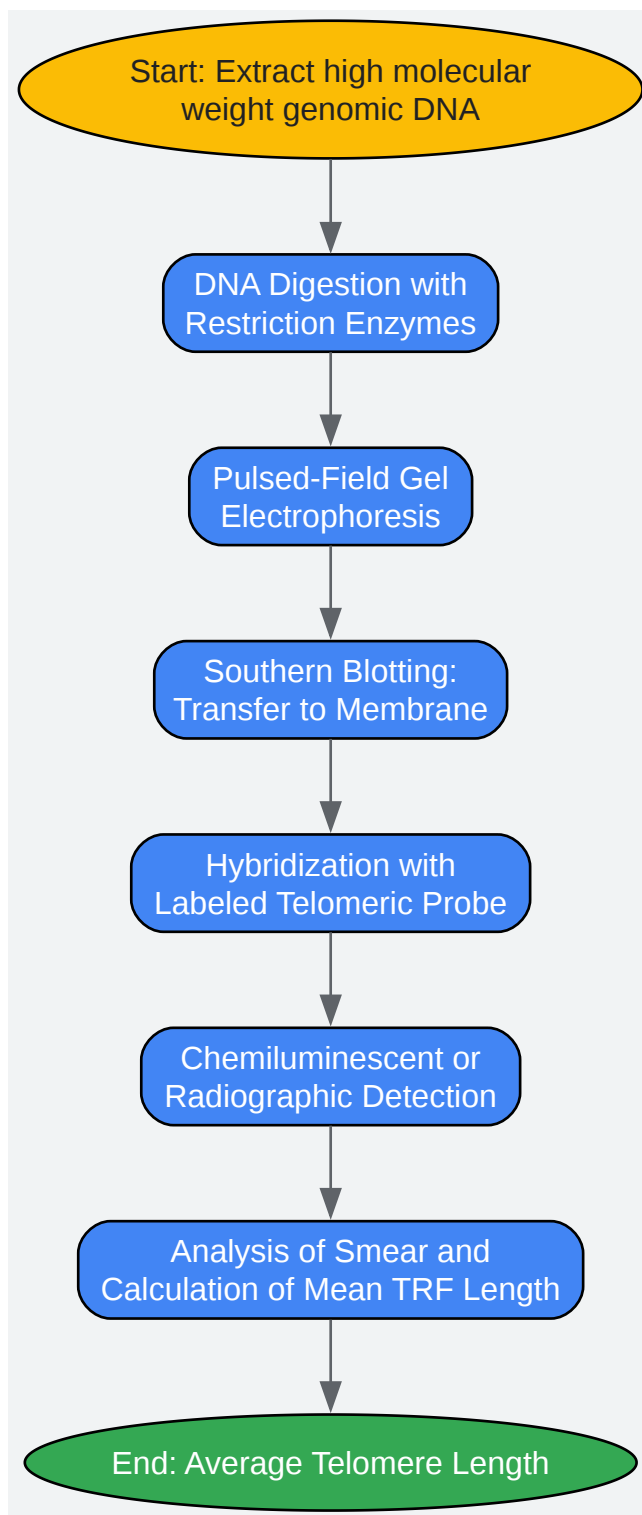 Start: Extract high molecular
weight genomic DNA
DNA Digestion with
Restriction Enzymes
Pulsed-Field Gel
Electrophoresis
Southern Blotting:
Transfer to Membrane
Hybridization with
Labeled Telomeric Probe
Chemiluminescent or
Radiographic Detection
Analysis of Smear and
Calculation of Mean TRF Length
End: Average Telomere Length